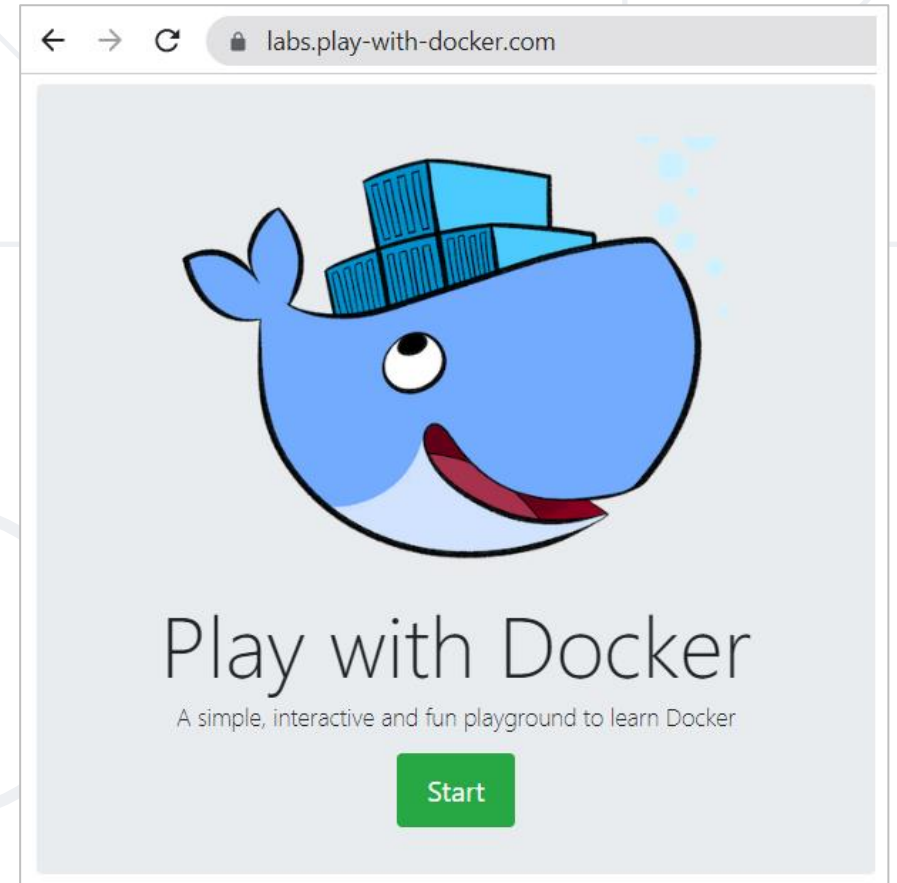 labs.play-with-docker.com
Play with Docker
A simple, interactive and fun playground to learn Docker
Start